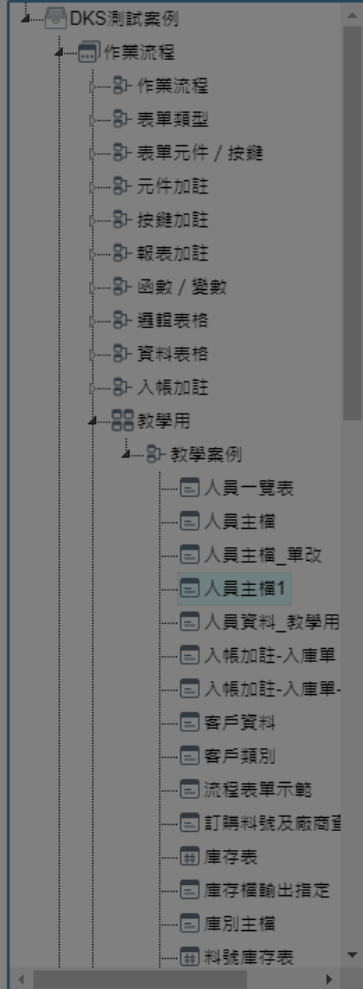 DKS測試案例
作業流程
作業流程
表單類型
表單元件 / 按鍵
元件加註
按鍵加註
報表加註
函數 / 變數
邏輯表格
資料表格
入帳加註
教學用
教學案例
人員一覽表
人員主檔
人員主檔_單改
人員主檔1
人員資料_教學用
入帳加註-入庫單
入帳加註-入庫單-
客戶資料
客戶類別
流程表單示範
訂購料號及廠商查
庫存表
庫存檔輸出指定
庫別主檔
料號庫存表